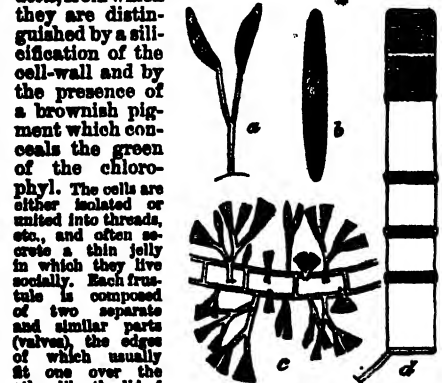 they are distin-
guished by a sili-
cification of the
cell-wall and by
the presence of
a brownish pig-
ment which con-
ceals the green
of the chloro-
phyl. The cells are
either isolated or
united into threads,
etc., and often se-
crete a thin jelly
in which they live
socially. Each frus-
tule is composed
of two separate
and similar parts
(valves), the edges
of which usually
fit one over the
a
b
c
d